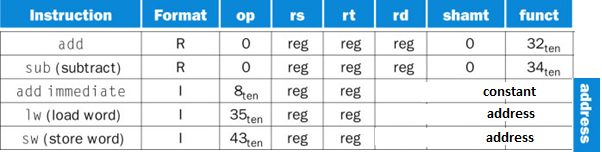 Instruction Format op rs rt rd shamt funct
add R 0 reg reg reg 0 32ten
sub (subtract) R 0 reg reg reg 0 34ten
add immediate I 8ten reg reg constant
lw (load word) I 35ten reg reg address
sw (store word) I 43ten reg reg address
address